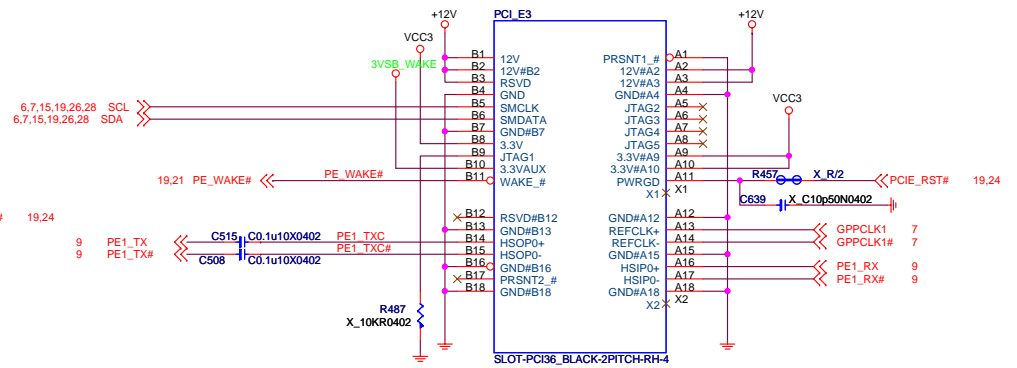 PCI_E3
+12V
+12V
VCC3
3VSB_WAKE
VCC3
B1 12V PRSNT1_# A1
B2 12V#B2 12V#A2 A2
B3 RSVD 12V#A3 A3
B4 GND GND#A4 A4
6,7,15,19,26,28 SCL B5 SMCLK JTAG2 A5
6,7,15,19,26,28 SDA B6 SMDATA JTAG3 A6
B7 GND#B7 JTAG4 A7
B8 3.3V JTAG5 A8
B9 JTAG1 3.3V#A9 A9
B10 3.3VAUX 3.3V#A10 A10
19,21 PE_WAKE# PE_WAKE# B11 WAKE_# PWRGD A11 R457 X_R/2 PCIE_RST# 19,24
X1 X1
C639 X_C10p50N0402
# 19,24
B12 RSVD#B12 GND#A12 A12
B13 GND#B13 REFCLK+ A13 GPPCLK1 7
9 PE1_TX C515 C0.1u10X0402 PE1_TXC B14 HSOP0+ REFCLK- A14 GPPCLK1# 7
9 PE1_TX# C508 C0.1u10X0402 PE1_TXC# B15 HSOP0- GND#A15 A15
B16 GND#B16 HSIP0+ A16 PE1_RX 9
B17 PRSNT2_# HSIP0- A17 PE1_RX# 9
B18 GND#B18 GND#A18 A18
X2 X2
R487
X_10KR0402
SLOT-PCI36_BLACK-2PITCH-RH-4